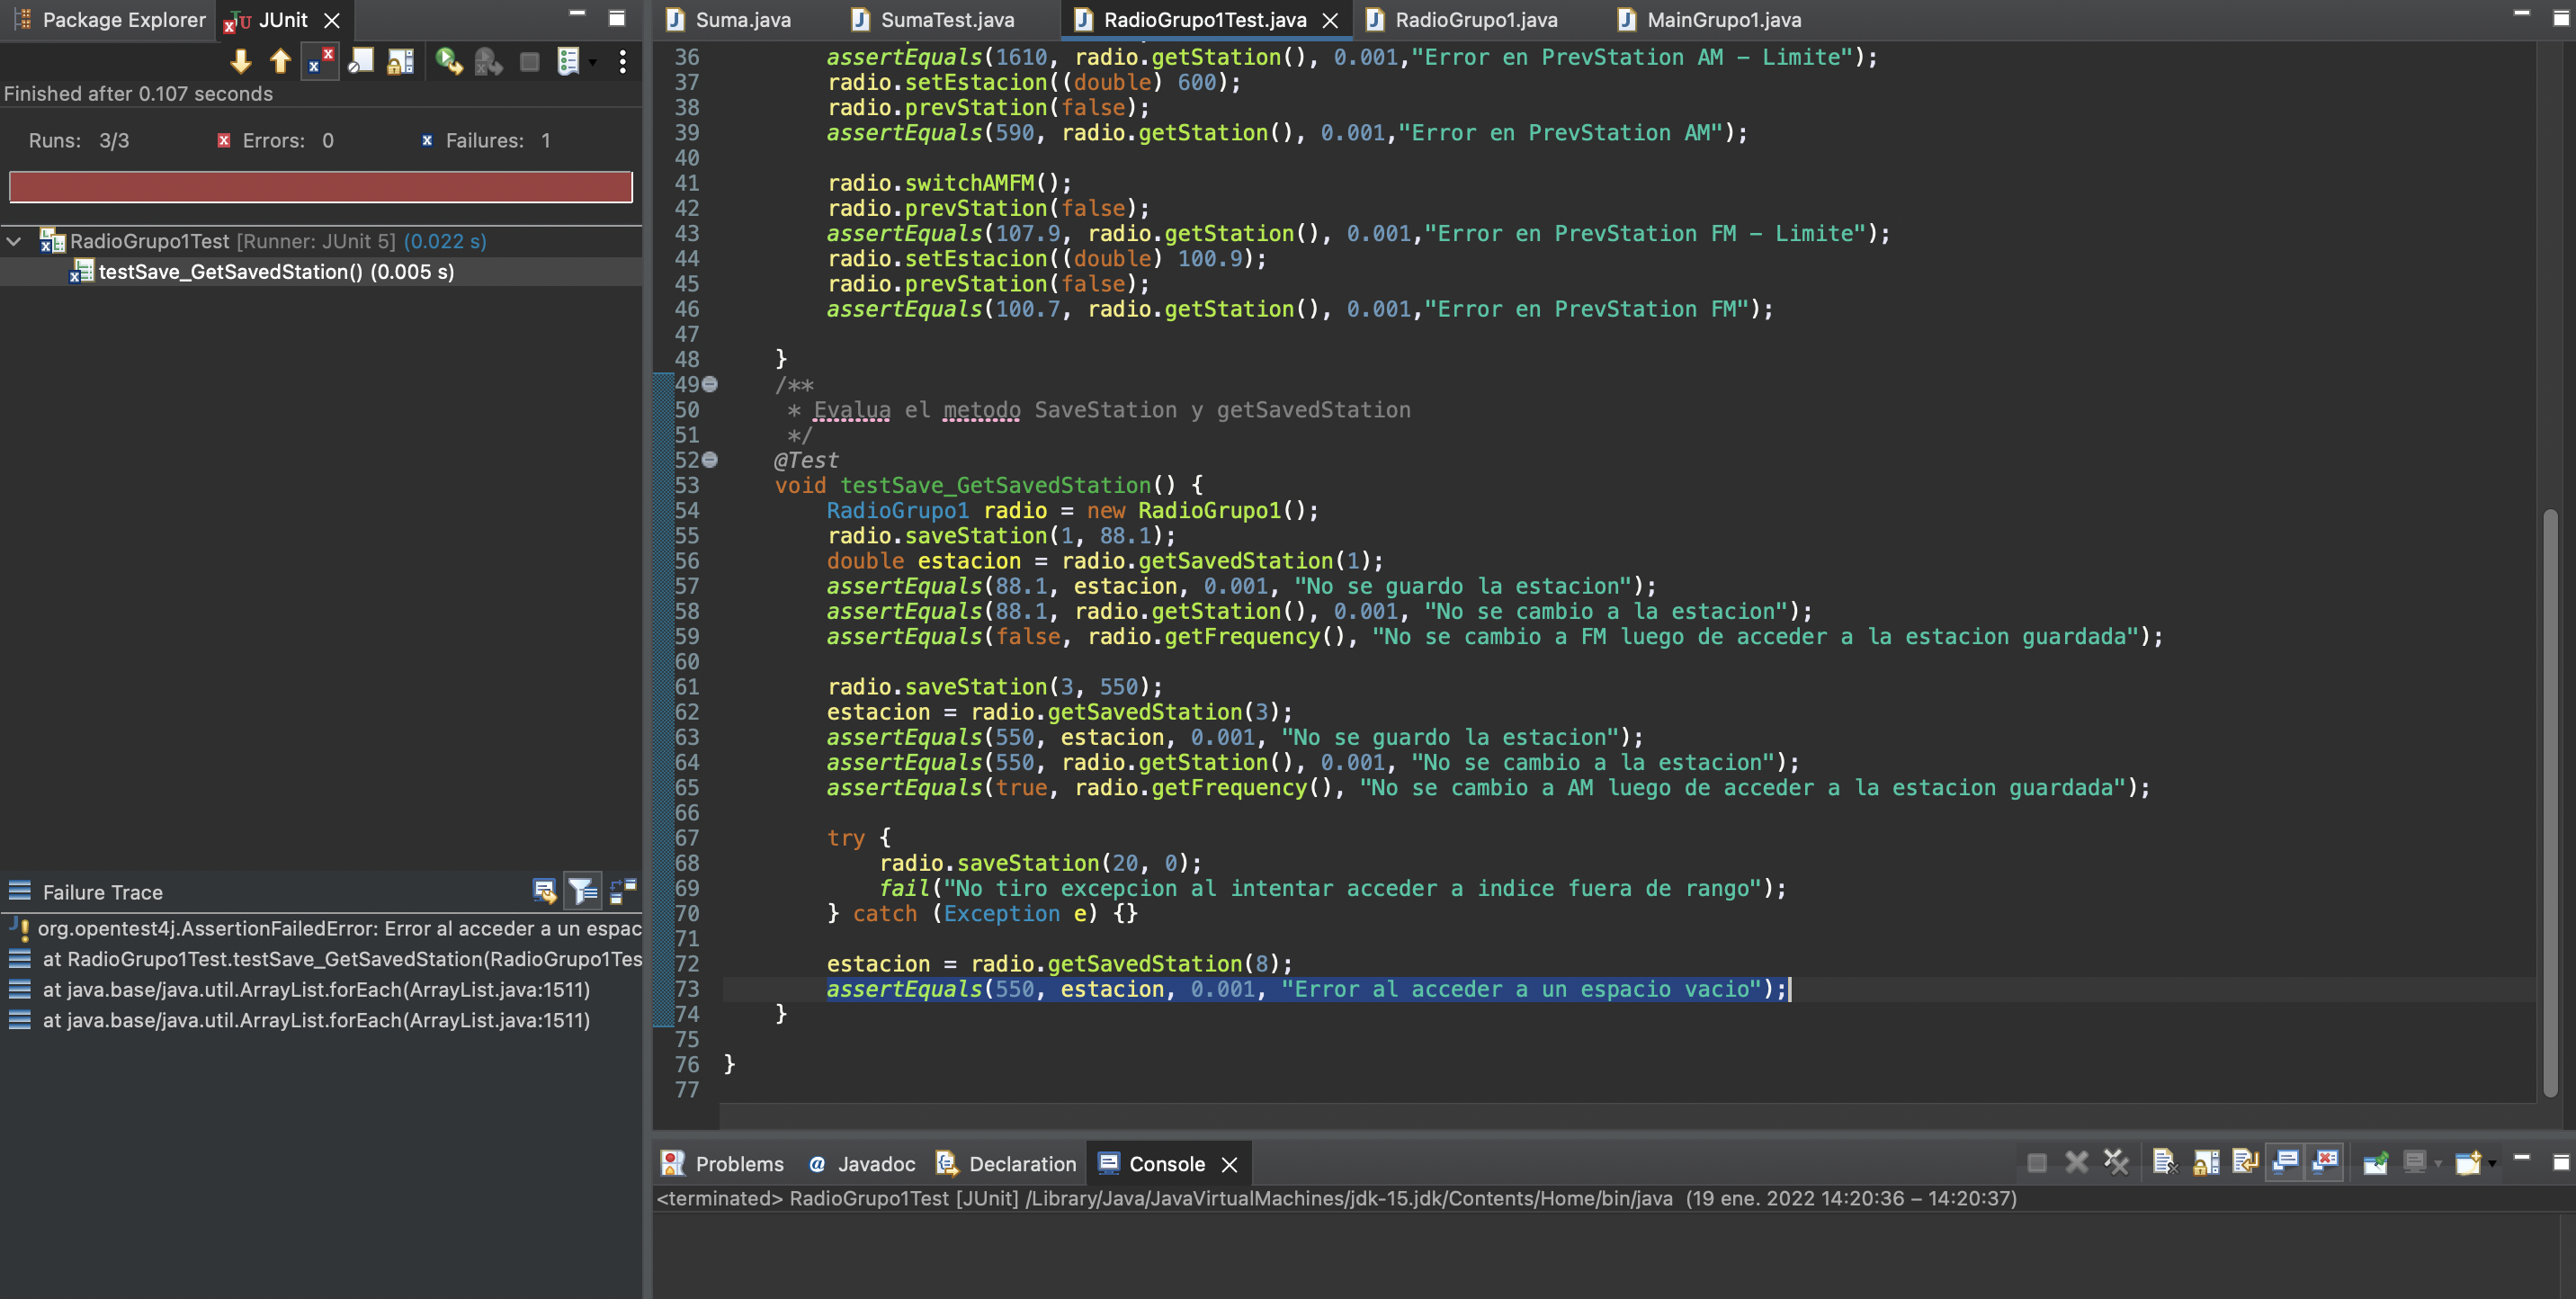 Package Explorer
JUnit
Finished after 0.107 seconds
Runs: 3/3
Errors: 0
Failures: 1
RadioGrupo1Test [Runner: JUnit 5] (0.022 s)
testSave_GetSavedStation() (0.005 s)
Failure Trace
org.opentest4j.AssertionFailedError: Error al acceder a un espac
at RadioGrupo1Test.testSave_GetSavedStation(RadioGrupo1Tes
at java.base/java.util.ArrayList.forEach(ArrayList.java:1511)
at java.base/java.util.ArrayList.forEach(ArrayList.java:1511)
Suma.java
SumaTest.java
RadioGrupo1Test.java
RadioGrupo1.java
MainGrupo1.java
36 assertEquals(1610, radio.getStation(), 0.001,"Error en PrevStation AM – Limite");
37 radio.setEstacion((double) 600);
38 radio.prevStation(false);
39 assertEquals(590, radio.getStation(), 0.001,"Error en PrevStation AM");
40
41 radio.switchAMFM();
42 radio.prevStation(false);
43 assertEquals(107.9, radio.getStation(), 0.001,"Error en PrevStation FM – Limite");
44 radio.setEstacion((double) 100.9);
45 radio.prevStation(false);
46 assertEquals(100.7, radio.getStation(), 0.001,"Error en PrevStation FM");
47
48 }
49 /**
50 * Evalua el metodo SaveStation y getSavedStation
51 */
52 @Test
53 void testSave_GetSavedStation() {
54 RadioGrupo1 radio = new RadioGrupo1();
55 radio.saveStation(1, 88.1);
56 double estacion = radio.getSavedStation(1);
57 assertEquals(88.1, estacion, 0.001, "No se guardo la estacion");
58 assertEquals(88.1, radio.getStation(), 0.001, "No se cambio a la estacion");
59 assertEquals(false, radio.getFrequency(), "No se cambio a FM luego de acceder a la estacion guardada");
60
61 radio.saveStation(3, 550);
62 estacion = radio.getSavedStation(3);
63 assertEquals(550, estacion, 0.001, "No se guardo la estacion");
64 assertEquals(550, radio.getStation(), 0.001, "No se cambio a la estacion");
65 assertEquals(true, radio.getFrequency(), "No se cambio a AM luego de acceder a la estacion guardada");
66
67 try {
68 radio.saveStation(20, 0);
69 fail("No tiro excepcion al intentar acceder a indice fuera de rango");
70 } catch (Exception e) {}
71
72 estacion = radio.getSavedStation(8);
73 assertEquals(550, estacion, 0.001, "Error al acceder a un espacio vacio");
74 }
75
76 }
77
Problems
Javadoc
Declaration
Console
<terminated> RadioGrupo1Test [JUnit] /Library/Java/JavaVirtualMachines/jdk-15.jdk/Contents/Home/bin/java (19 ene. 2022 14:20:36 – 14:20:37)